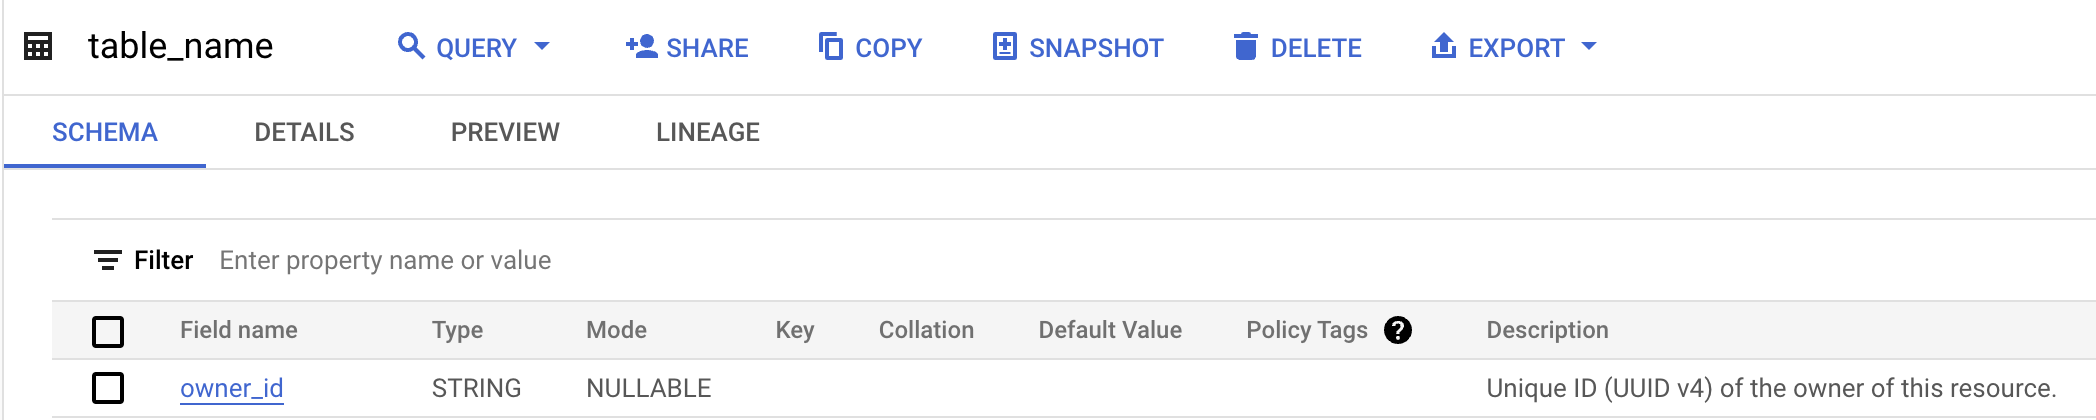 table_name QUERY SHARE COPY SNAPSHOT DELETE EXPORT
SCHEMA DETAILS PREVIEW LINEAGE
Filter Enter property name or value
Field name Type Mode Key Collation Default Value Policy Tags ? Description
owner_id STRING NULLABLE Unique ID (UUID v4) of the owner of this resource.